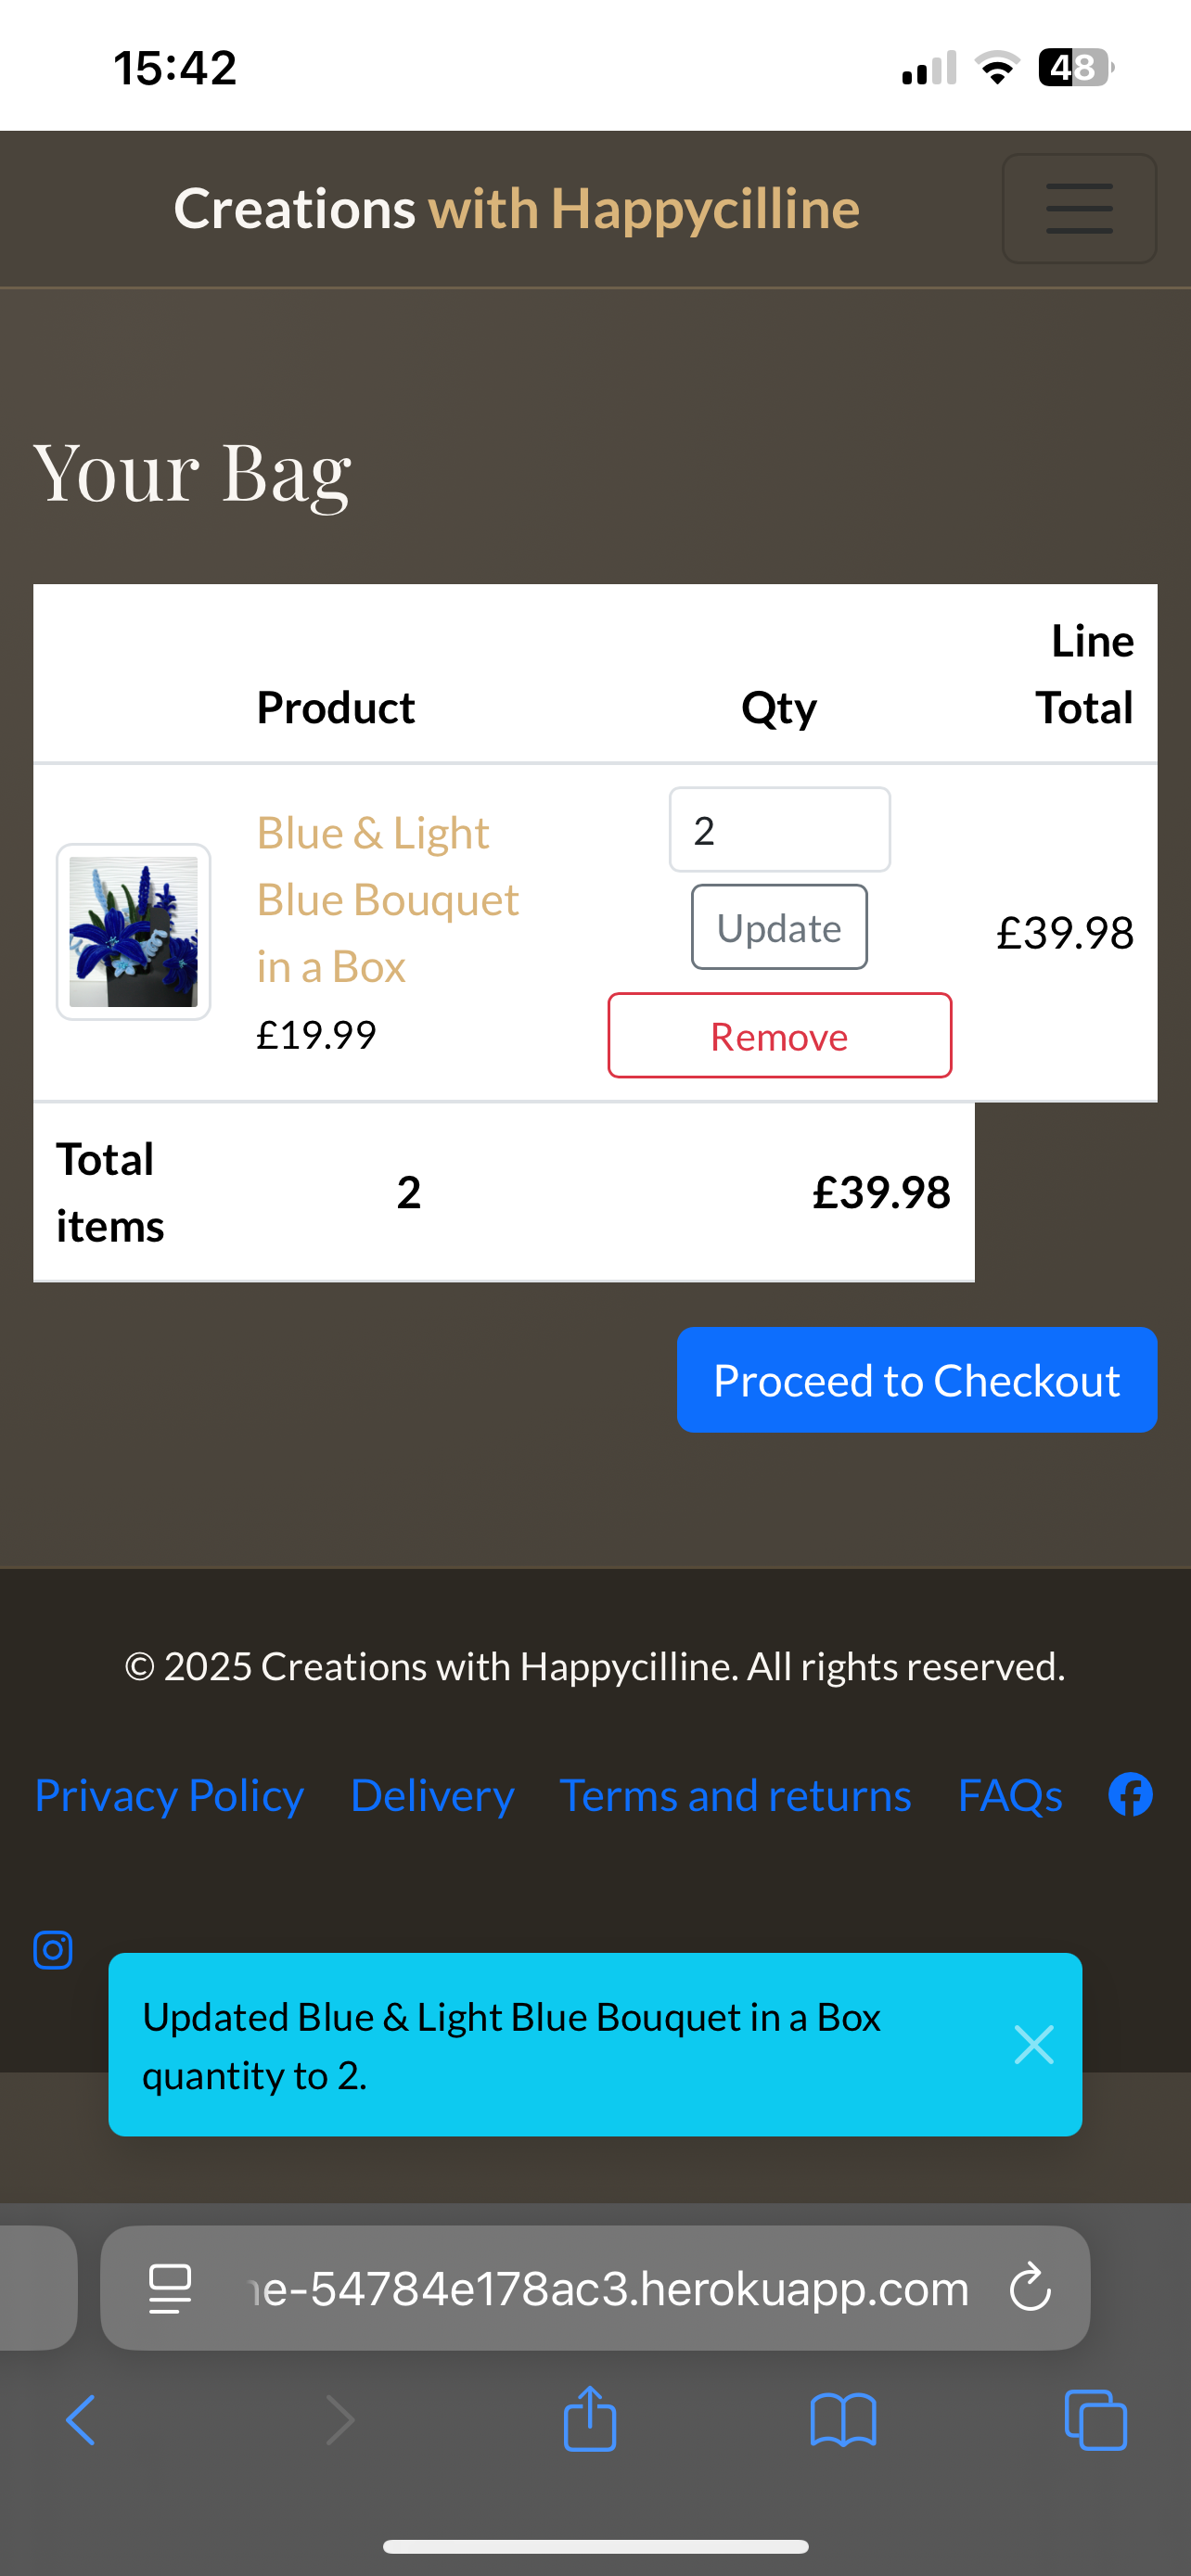 15:42
48
Creations with Happycilline
Your Bag
Line
Product Qty Total
Blue & Light
Blue Bouquet
in a Box
£19.99
2
Update
Remove
£39.98
Total
items
2
£39.98
Proceed to Checkout
© 2025 Creations with Happycilline. All rights reserved.
Privacy Policy Delivery Terms and returns FAQs
Updated Blue & Light Blue Bouquet in a Box
quantity to 2.
e-54784e178ac3.herokuapp.com